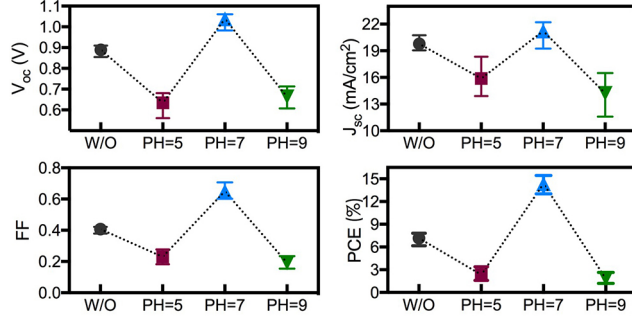 V_oc (V)
1.1
1.0
0.9
0.8
0.7
0.6
W/O PH=5 PH=7 PH=9
J_sc (mA/cm²)
22
19
16
13
10
W/O PH=5 PH=7 PH=9
FF
0.8
0.6
0.4
0.2
0.0
W/O PH=5 PH=7 PH=9
PCE (%)
15
12
9
6
3
0
W/O PH=5 PH=7 PH=9